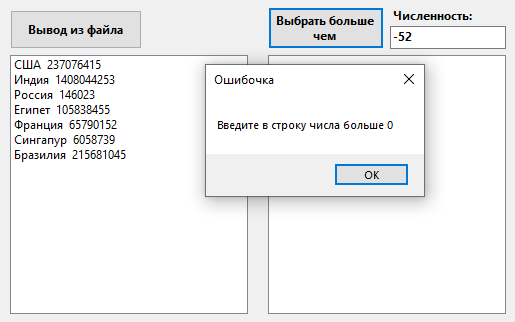 Вывод из файла
Выбрать больше
чем
Численность:
-52
США 237076415
Индия 1408044253
Россия 146023
Египет 105838455
Франция 65790152
Сингапур 6058739
Бразилия 215681045
Ошибочка
Введите в строку числа больше 0
ОК